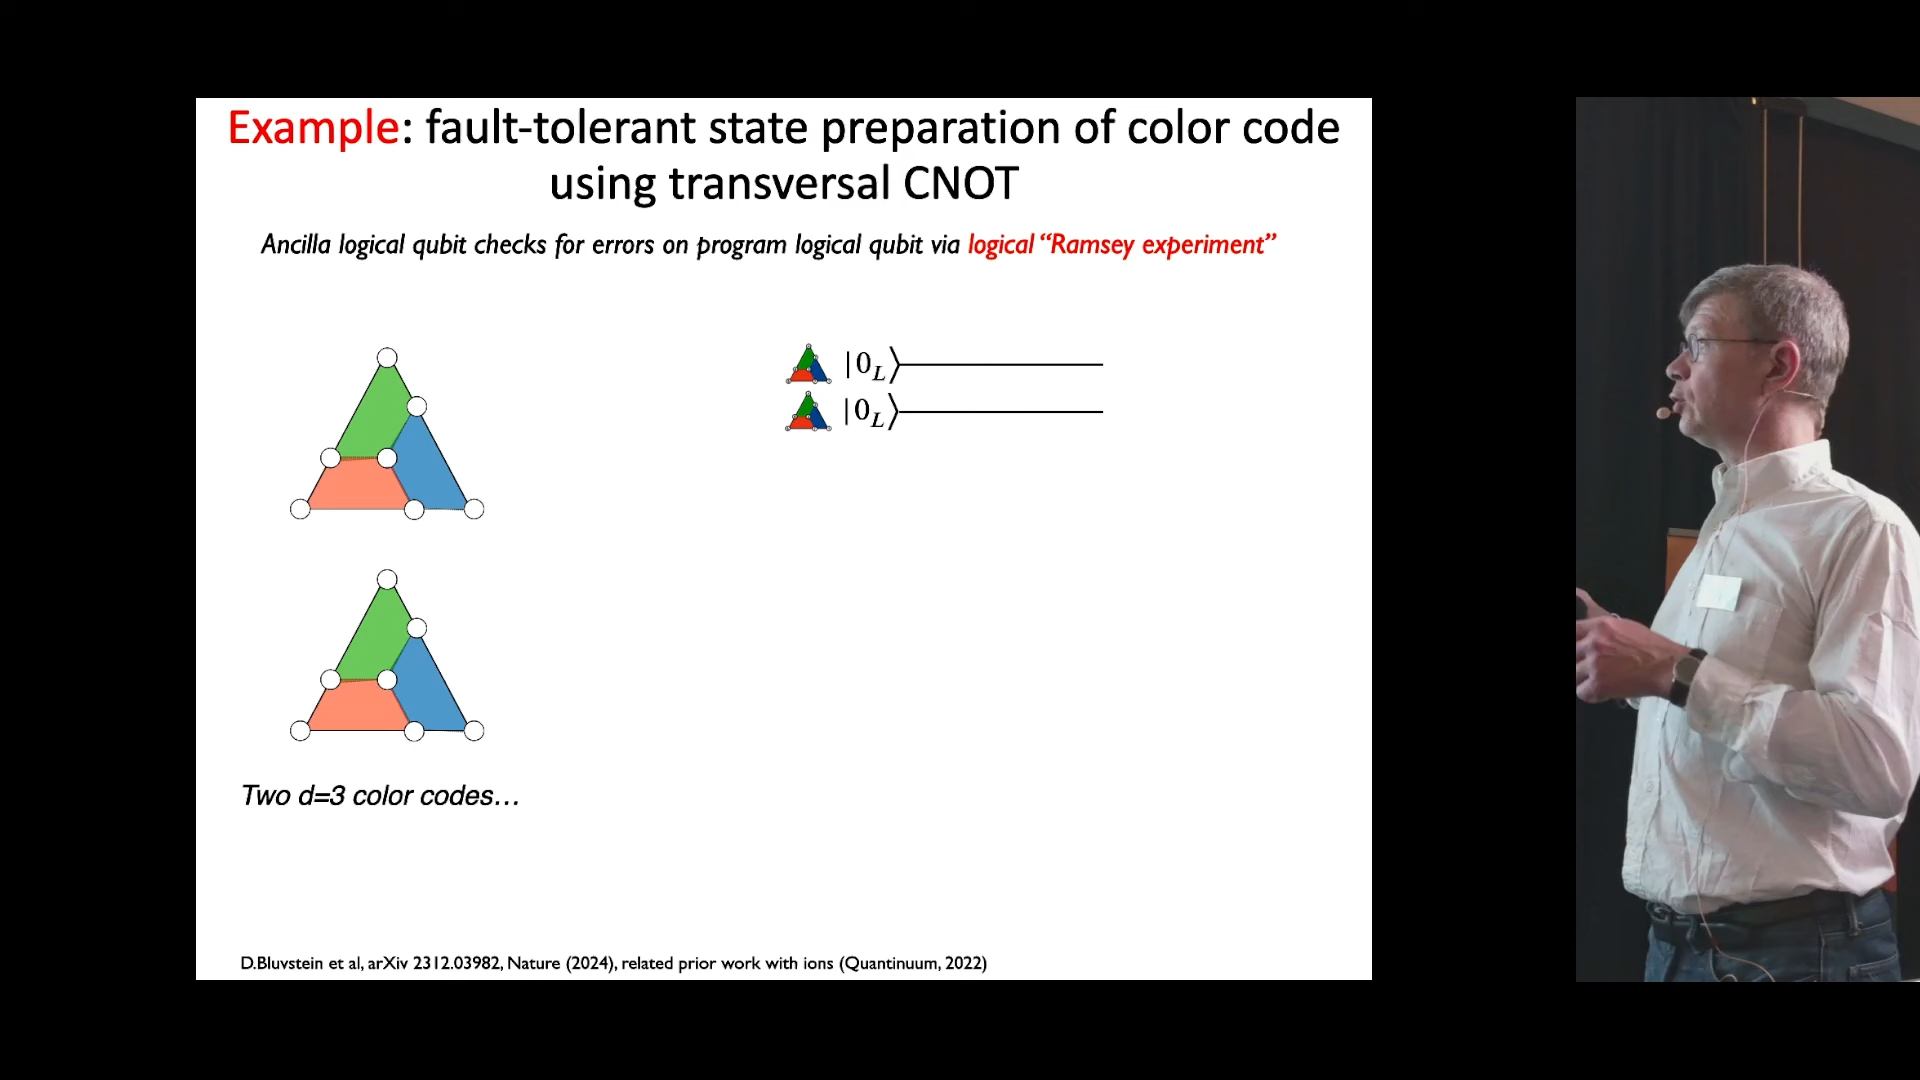 Example: fault-tolerant state preparation of color code
using transversal CNOT
Ancilla logical qubit checks for errors on program logical qubit via logical “Ramsey experiment”
|0_L⟩
|0_L⟩
Two d=3 color codes...
D.Bluvstein et al, arXiv 2312.03982, Nature (2024), related prior work with ions (Quantinuum, 2022)